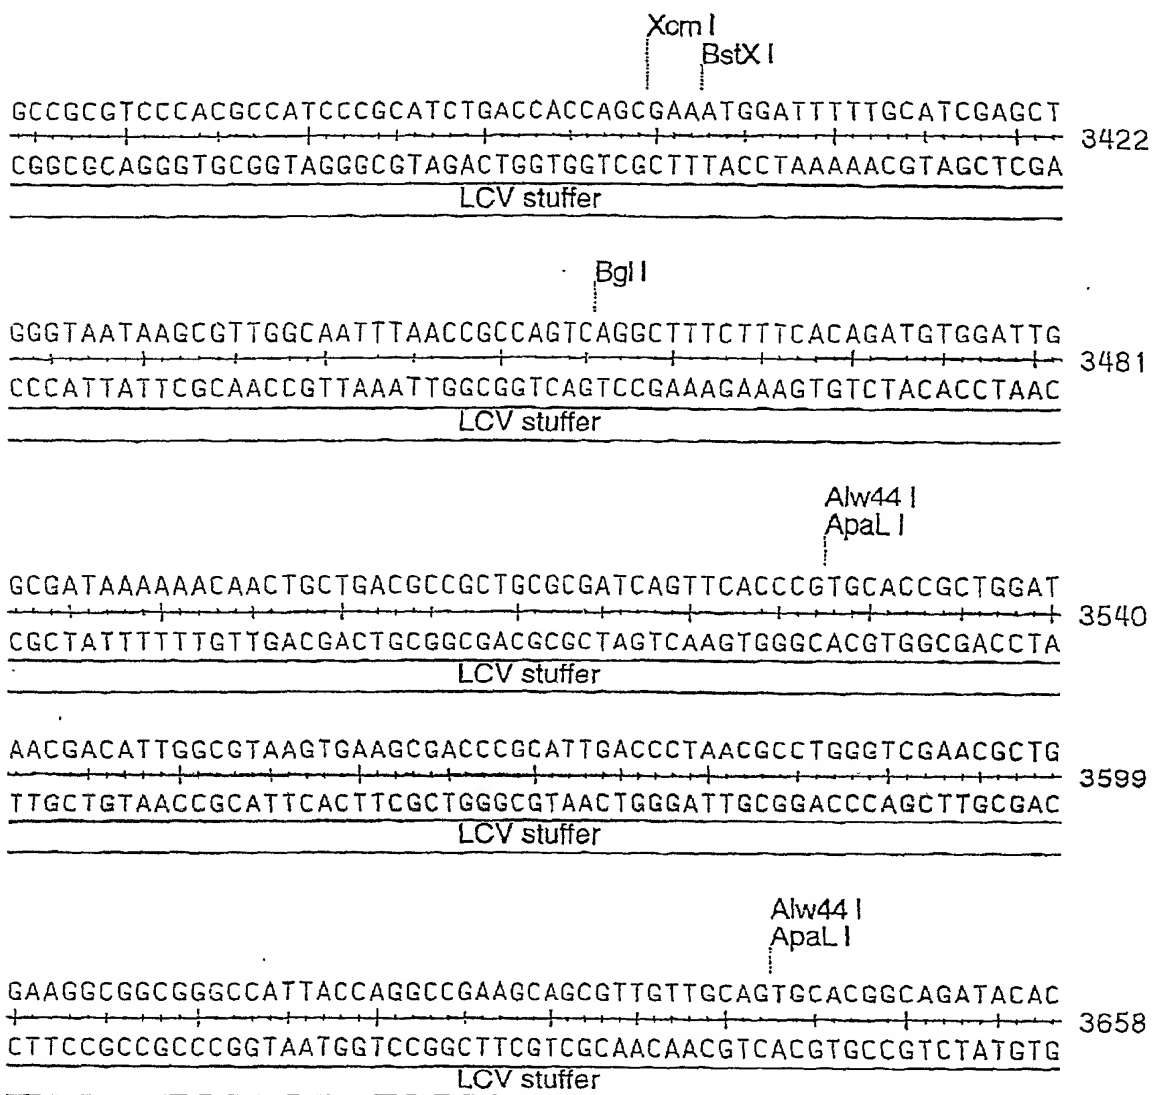 Xcm I
BstX I
GCCGCGTCCCACGCCATCCCGCATCTGACCACCAGCGAAATGGATTTTTGCATCGAGCT
3422
CGGCGCAGGGTGCGGTAGGGCGTAGACTGGTGGTCGCTTTACCTAAAAACGTAGCTCGA
LCV stuffer
Bgl I
GGGTAATAAGCGTTGGCAATTTAACCGCCAGTCAGGCTTTCTTTCACAGATGTGGATTG
3481
CCCATTATTCGCAACCGTTAAATTGGCGGTCAGTCCGAAAGAAAGTGTCTACACCTAAC
LCV stuffer
Alw44 I
ApaL I
GCGATAAAAAACAACTGCTGACGCCGCTGCGCGATCAGTTCACCCGTGCACCGCTGGAT
3540
CGCTATTTTTTGTTGACGACTGCGGCGACGCGCTAGTCAAGTGGGCACGTGGCGACCTA
LCV stuffer
AACGACATTGGCGTAAGTGAAGCGACCCGCATTGACCCTAACGCCTGGGTCGAACGCTG
3599
TTGCTGTAACCGCATTCACTTCGCTGGGCGTAACTGGGATTGCGGACCCAGCTTGCGAC
LCV stuffer
Alw44 I
ApaL I
GAAGGCGGCGGGCCATTACCAGGCCGAAGCAGCGTTGTTGCAGTGCACGGCAGATACAC
3658
CTTCCGCCGCCCGGTAATGGTCCGGCTTCGTCGCAACAACGTCACGTGCCGTCTATGTG
LCV stuffer